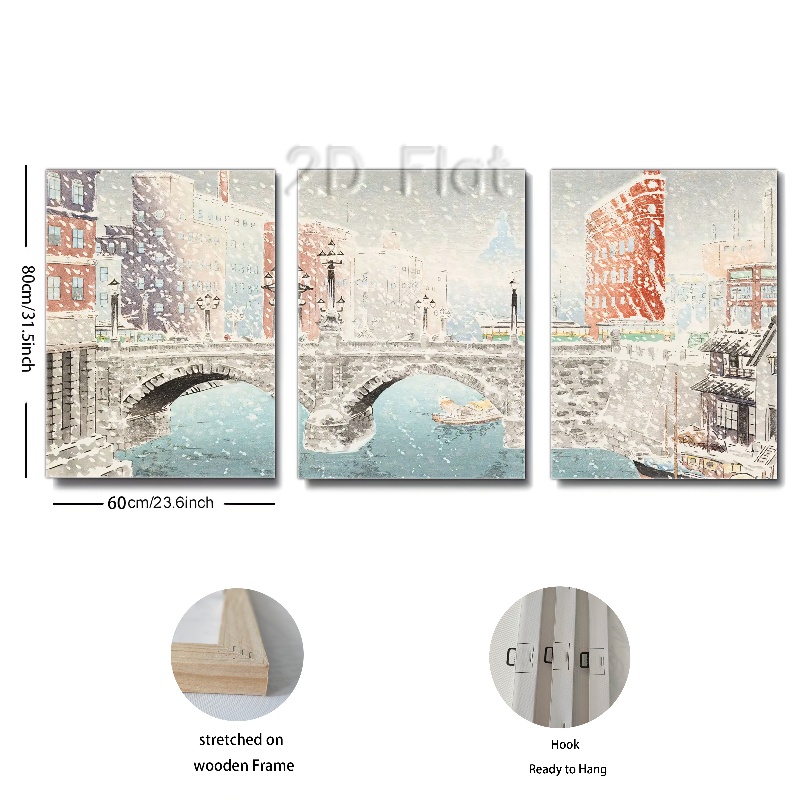 2D Flat
80cm/31.5inch
60cm/23.6inch
stretched on
wooden Frame
Hook
Ready to Hang